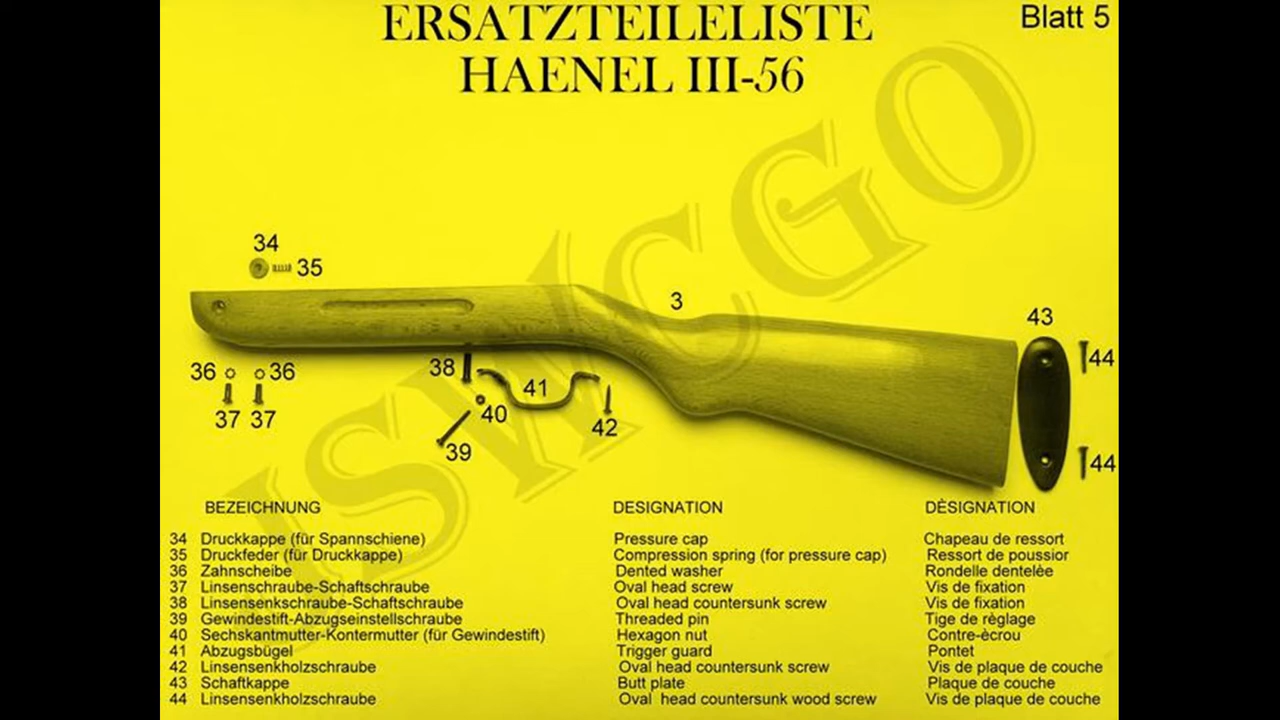 ERSATZTEILELISTE
Blatt 5
HAENEL III-56
34
35
3
43
36 36
38
44
41
37 37
40
42
39
44
JSWCGO
BEZEICHNUNG DESIGNATION DÈSIGNATION
34 Druckkappe (für Spannschiene) Pressure cap Chapeau de ressort
35 Druckfeder (für Druckkappe) Compression spring (for pressure cap) Ressort de poussior
36 Zahnscheibe Dented washer Rondelle dentelèe
37 Linsenschraube-Schaftschraube Oval head screw Vis de fixation
38 Linsensenkschraube-Schaftschraube Oval head countersunk screw Vis de fixation
39 Gewindestift-Abzugseinstellschraube Threaded pin Tige de règlage
40 Sechskantmutter-Kontermutter (für Gewindestift) Hexagon nut Contre-ècrou
41 Abzugsbügel Trigger guard Pontet
42 Linsensenkholzschraube Oval head countersunk screw Vis de plaque de couche
43 Schaftkappe Butt plate Plaque de couche
44 Linsensenkholzschraube Oval head countersunk wood screw Vis de plaque de couche